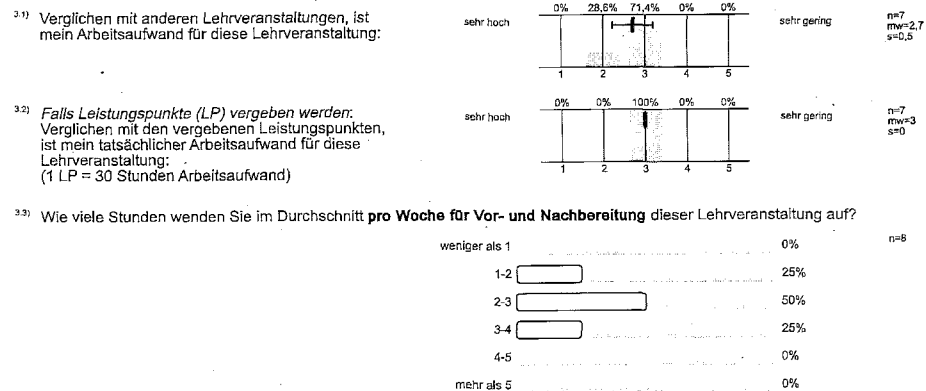 3.1) Verglichen mit anderen Lehrveranstaltungen, ist
mein Arbeitsaufwand für diese Lehrveranstaltung:
sehr hoch
0% 28,6% 71,4% 0% 0%
1 2 3 4 5
sehr gering
n=7
mw=2,7
s=0,5
3.2) Falls Leistungspunkte (LP) vergeben werden:
Verglichen mit den vergebenen Leistungspunkten,
ist mein tatsächlicher Arbeitsaufwand für diese
Lehrveranstaltung:
(1 LP = 30 Stunden Arbeitsaufwand)
sehr hoch
0% 0% 100% 0% 0%
1 2 3 4 5
sehr gering
n=7
mw=3
s=0
3.3) Wie viele Stunden wenden Sie im Durchschnitt pro Woche für Vor- und Nachbereitung dieser Lehrveranstaltung auf?
n=8
weniger als 1 0%
1-2 25%
2-3 50%
3-4 25%
4-5 0%
mehr als 5 0%